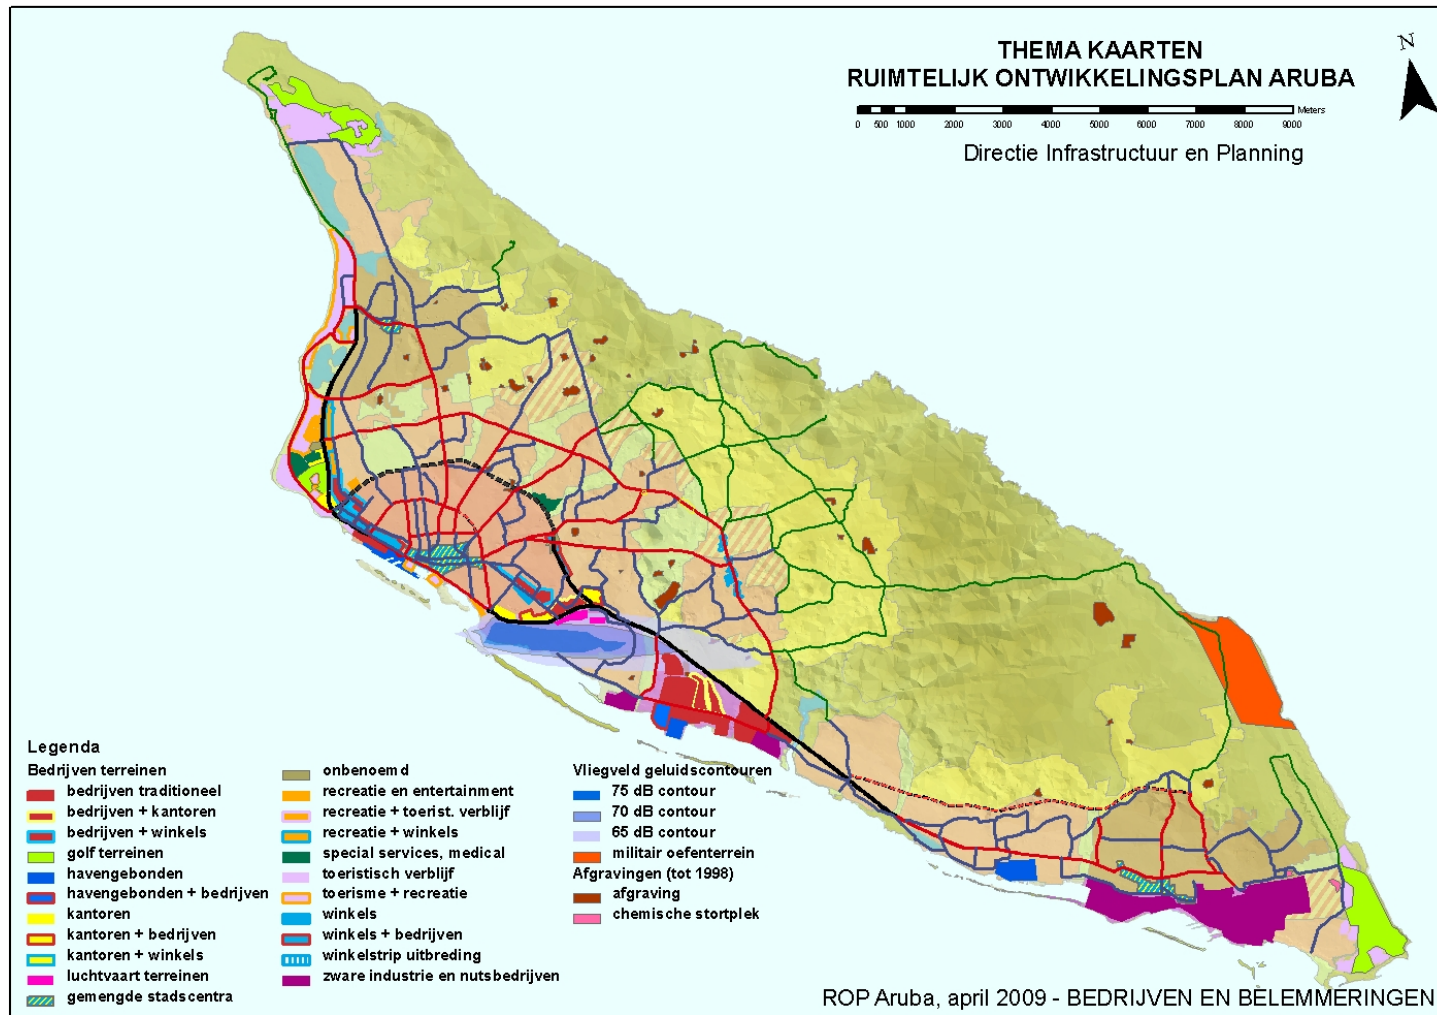 THEMA KAARTEN
RUIMTELIJK ONTWIKKELINGSPLAN ARUBA
N
Meters
0 500 1000 2000 3000 4000 5000 6000 7000 8000 9000
Directie Infrastructuur en Planning
Legenda
Bedrijven terreinen
bedrijven traditioneel
bedrijven + kantoren
bedrijven + winkels
golf terreinen
havengebonden
havengebonden + bedrijven
kantoren
kantoren + bedrijven
kantoren + winkels
luchtvaart terreinen
gemengde stadscentra
onbenoemd
recreatie en entertainment
recreatie + toerist. verblijf
recreatie + winkels
special services, medical
toeristisch verblijf
toerisme + recreatie
winkels
winkels + bedrijven
winkelstrip uitbreding
zware industrie en nutsbedrijven
Vliegveld geluidscontouren
75 dB contour
70 dB contour
65 dB contour
militair oefenterrein
Afgravingen (tot 1998)
afgraving
chemische stortplek
ROP Aruba, april 2009 - BEDRIJVEN EN BELEMMERINGEN